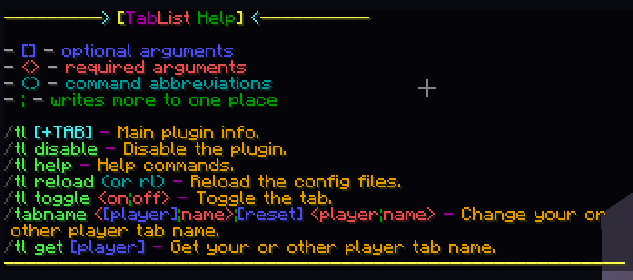 > [TabList Help] <
- [] - optional arguments
- <> - required arguments
- () - command abbreviations
- ¦ - writes more to one place
/tl [+TAB] - Main plugin info.
/tl disable - Disable the plugin.
/tl help - Help commands.
/tl reload (or rl) - Reload the config files.
/tl toggle <on¦off> - Toggle the tab.
/tabname <[player]¦name>¦[reset] <player¦name> - Change your or
other player tab name.
/tl get [player] - Get your or other player tab name.